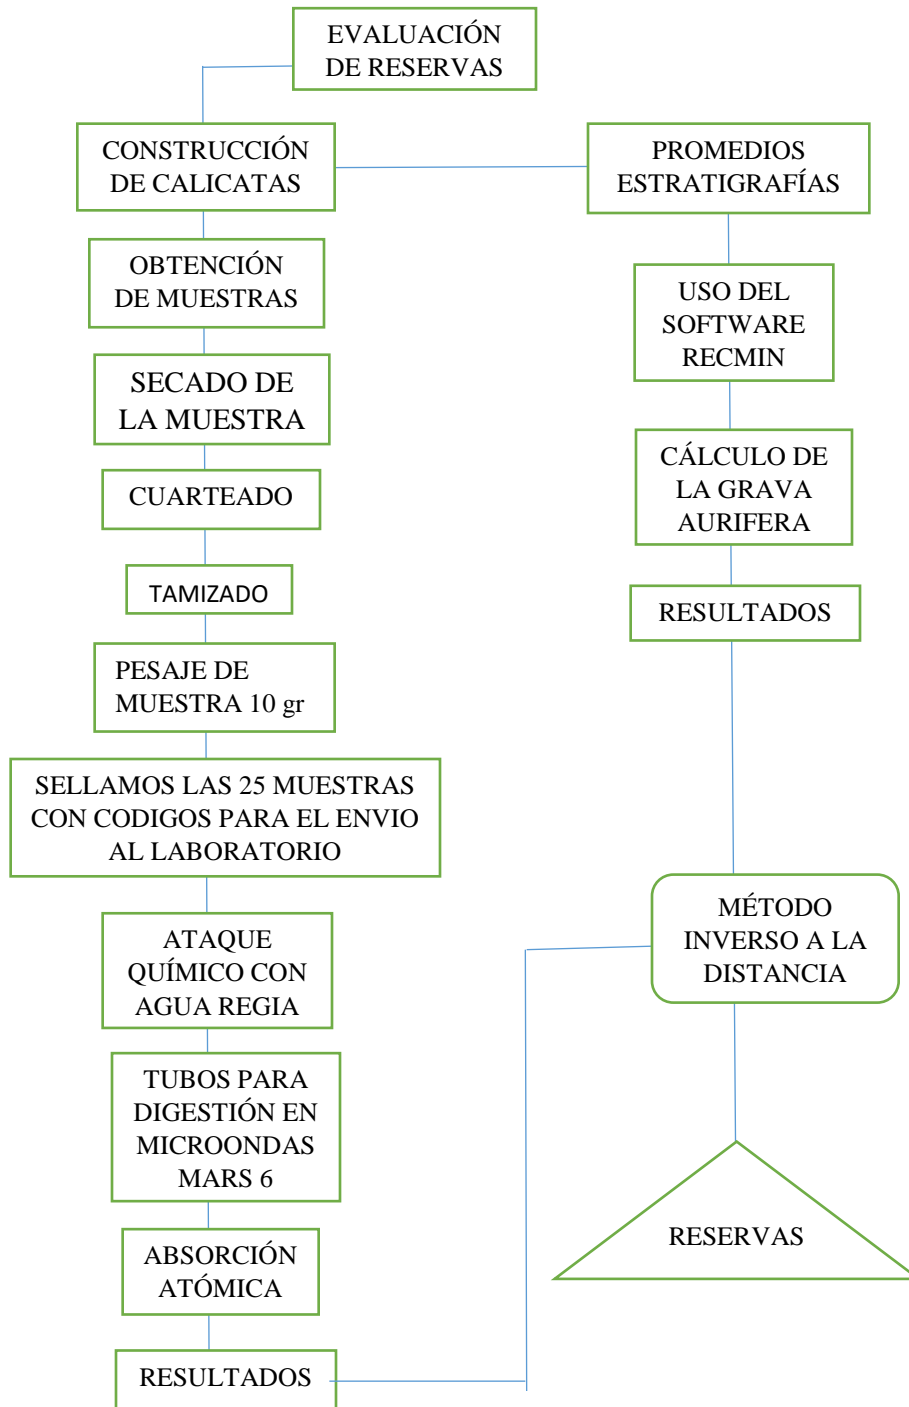 EVALUACIÓN
DE RESERVAS
CONSTRUCCIÓN
DE CALICATAS
OBTENCIÓN
DE MUESTRAS
SECADO DE
LA MUESTRA
CUARTEADO
TAMIZADO
PESAJE DE
MUESTRA 10 gr
SELLAMOS LAS 25 MUESTRAS
CON CODIGOS PARA EL ENVIO
AL LABORATORIO
ATAQUE
QUÍMICO CON
AGUA REGIA
TUBOS PARA
DIGESTIÓN EN
MICROONDAS
MARS 6
ABSORCIÓN
ATÓMICA
RESULTADOS
PROMEDIOS
ESTRATIGRAFÍAS
USO DEL
SOFTWARE
RECMIN
CÁLCULO DE
LA GRAVA
AURIFERA
RESULTADOS
MÉTODO
INVERSO A LA
DISTANCIA
RESERVAS